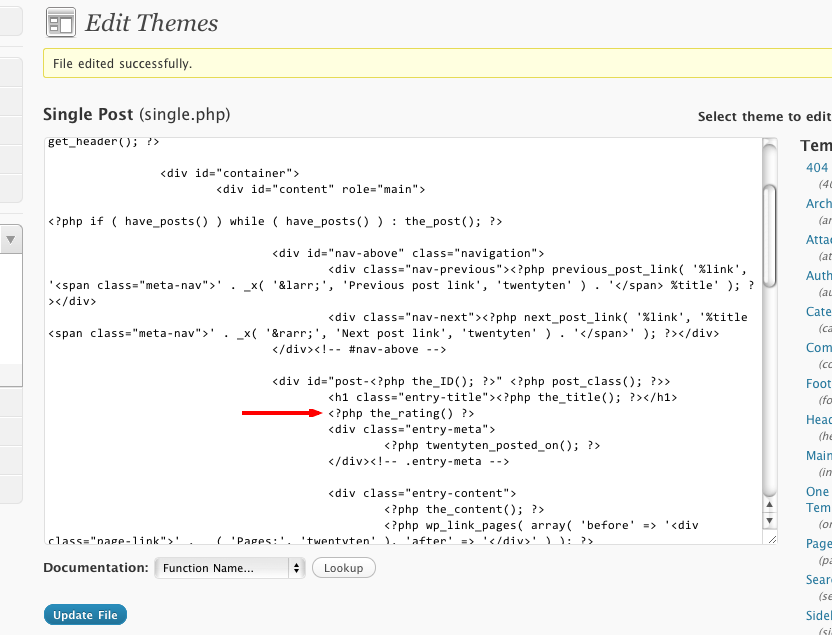 Edit Themes
File edited successfully.
Single Post (single.php)
Select theme to edit
get_header(); ?>
<div id="container">
<div id="content" role="main">
<?php if ( have_posts() ) while ( have_posts() ) : the_post(); ?>
<div id="nav-above" class="navigation">
<div class="nav-previous"><?php previous_post_link( '%link',
'<span class="meta-nav">' . _x( '&larr;', 'Previous post link', 'twentyten' ) . '</span> %title' ); ?
></div>
<div class="nav-next"><?php next_post_link( '%link', '%title
<span class="meta-nav">' . _x( '&rarr;', 'Next post link', 'twentyten' ) . '</span>' ); ?></div>
</div><!-- #nav-above -->
<div id="post-<?php the_ID(); ?>" <?php post_class(); ?>>
<h1 class="entry-title"><?php the_title(); ?></h1>
<?php the_rating() ?>
<div class="entry-meta">
<?php twentyten_posted_on(); ?>
</div><!-- .entry-meta -->
<div class="entry-content">
<?php the_content(); ?>
<?php wp_link_pages( array( 'before' => '<div
class="page-link">' . __( 'Pages:', 'twentyten' ), 'after' => '</div>' ) ); ?>
Documentation: Function Name... Lookup
Update File
Tem
404
(40
Arch
(ar
Atta
(at
Auth
(au
Cate
(ca
Com
(co
Foot
(fo
Head
(he
Main
(in
One
Tem
(on
Page
(pa
Sear
(se
Side
(si